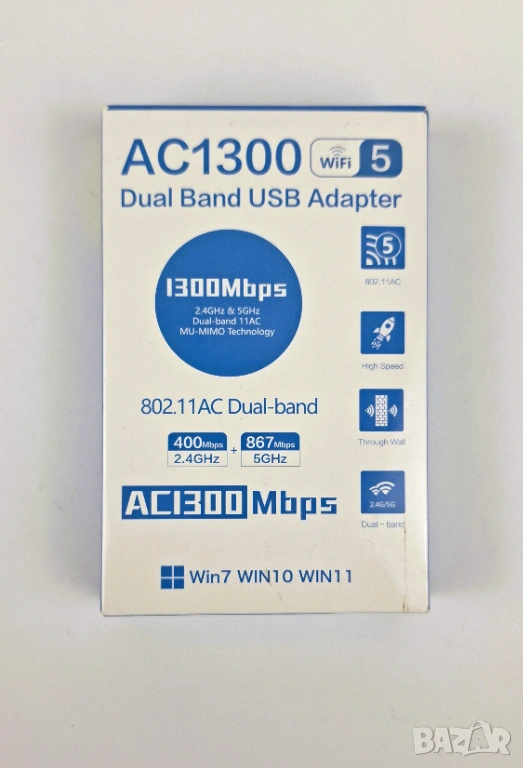 AC1300 WiFi 5
Dual Band USB Adapter
1300Mbps
2.4GHz & 5GHz
Dual-band 11AC
MU-MIMO Technology
5
802.11AC
High Speed
802.11AC Dual-band
Through Wall
400Mbps + 867Mbps
2.4GHz 5GHz
AC1300 Mbps
2.4G/5G
Dual - band
Win7 WIN10 WIN11
BAZAR